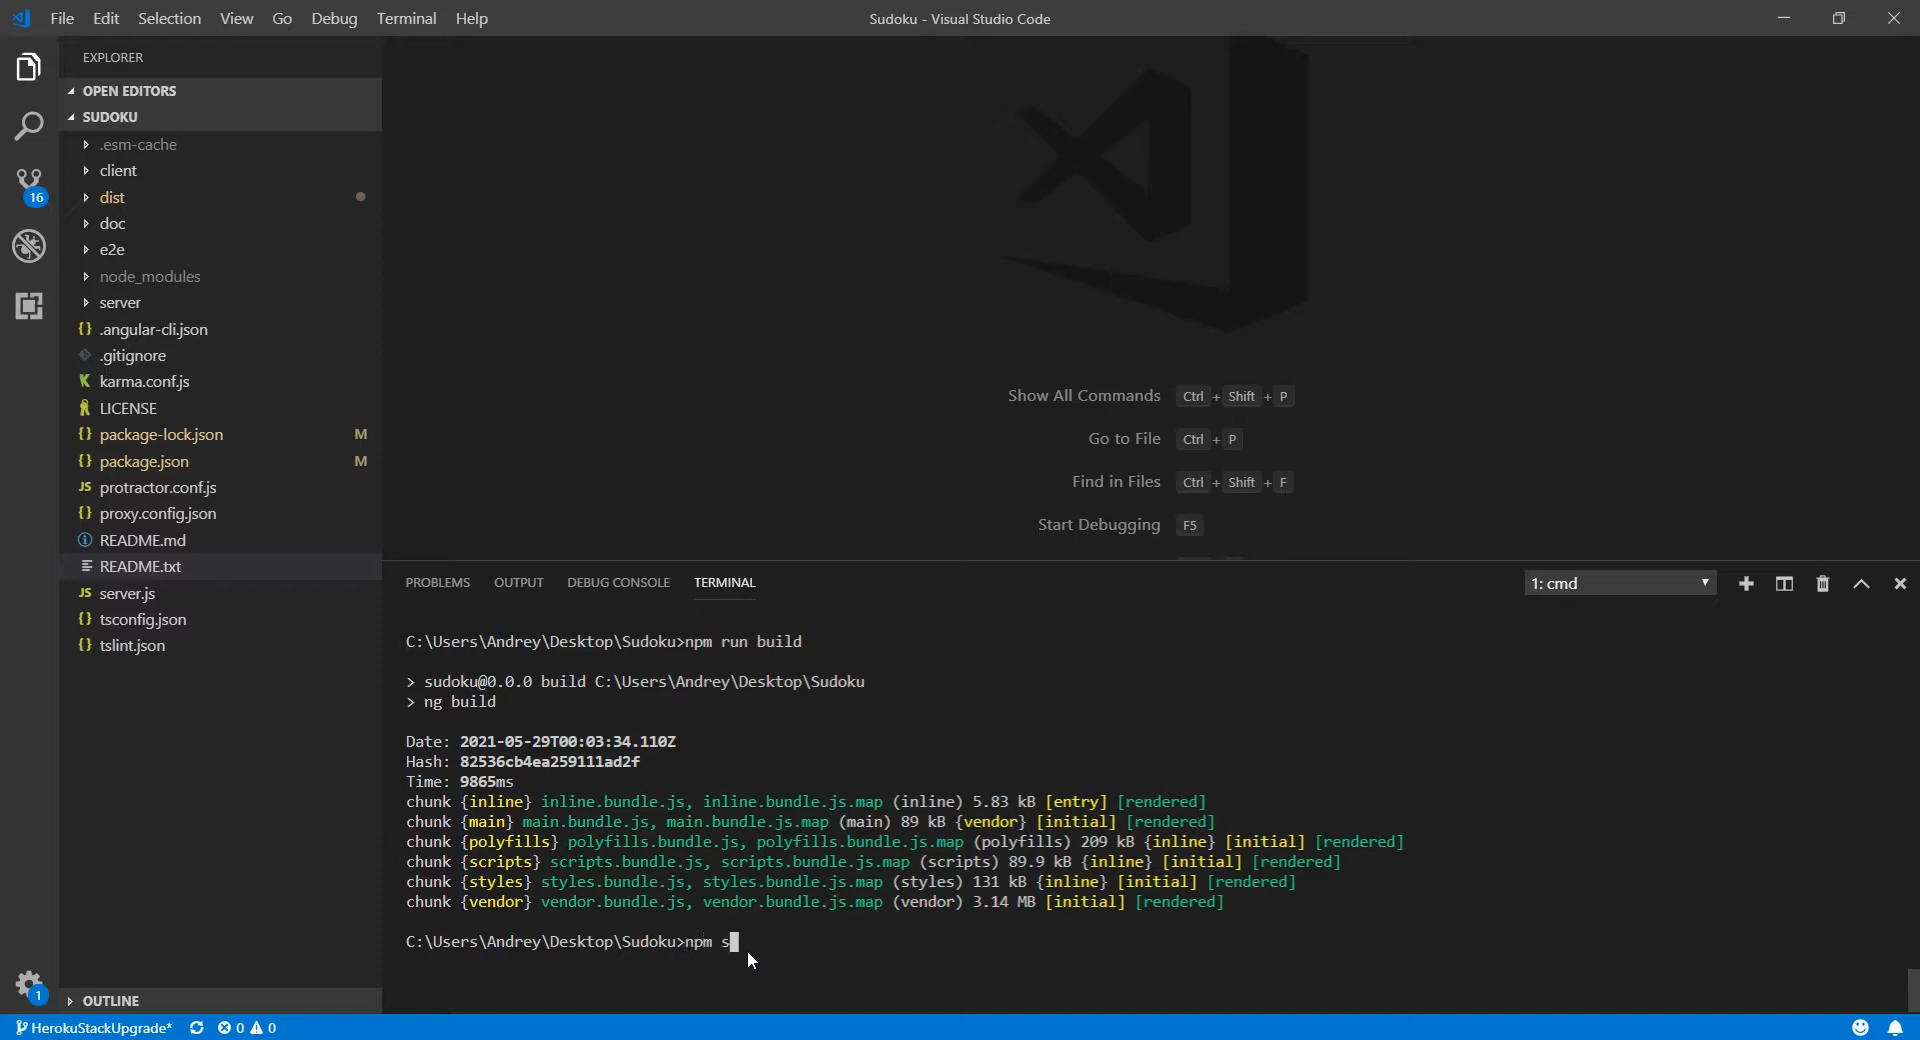 File Edit Selection View Go Debug Terminal Help
Sudoku - Visual Studio Code
EXPLORER
OPEN EDITORS
SUDOKU
.esm-cache
client
dist
doc
e2e
node_modules
server
{} .angular-cli.json
.gitignore
K karma.conf.js
LICENSE
{} package-lock.json M
{} package.json M
JS protractor.conf.js
{} proxy.config.json
README.md
README.txt
JS server.js
{} tsconfig.json
{} tslint.json
OUTLINE
16
1
Show All Commands Ctrl + Shift + P
Go to File Ctrl + P
Find in Files Ctrl + Shift + F
Start Debugging F5
PROBLEMS OUTPUT DEBUG CONSOLE TERMINAL
1: cmd
C:\Users\Andrey\Desktop\Sudoku>npm run build
> sudoku@0.0.0 build C:\Users\Andrey\Desktop\Sudoku
> ng build
Date: 2021-05-29T00:03:34.110Z
Hash: 82536cb4ea259111ad2f
Time: 9865ms
chunk {inline} inline.bundle.js, inline.bundle.js.map (inline) 5.83 kB [entry] [rendered]
chunk {main} main.bundle.js, main.bundle.js.map (main) 89 kB {vendor} [initial] [rendered]
chunk {polyfills} polyfills.bundle.js, polyfills.bundle.js.map (polyfills) 209 kB {inline} [initial] [rendered]
chunk {scripts} scripts.bundle.js, scripts.bundle.js.map (scripts) 89.9 kB {inline} [initial] [rendered]
chunk {styles} styles.bundle.js, styles.bundle.js.map (styles) 131 kB {inline} [initial] [rendered]
chunk {vendor} vendor.bundle.js, vendor.bundle.js.map (vendor) 3.14 MB [initial] [rendered]
C:\Users\Andrey\Desktop\Sudoku>npm s
HerokuStackUpgrade* 0 0